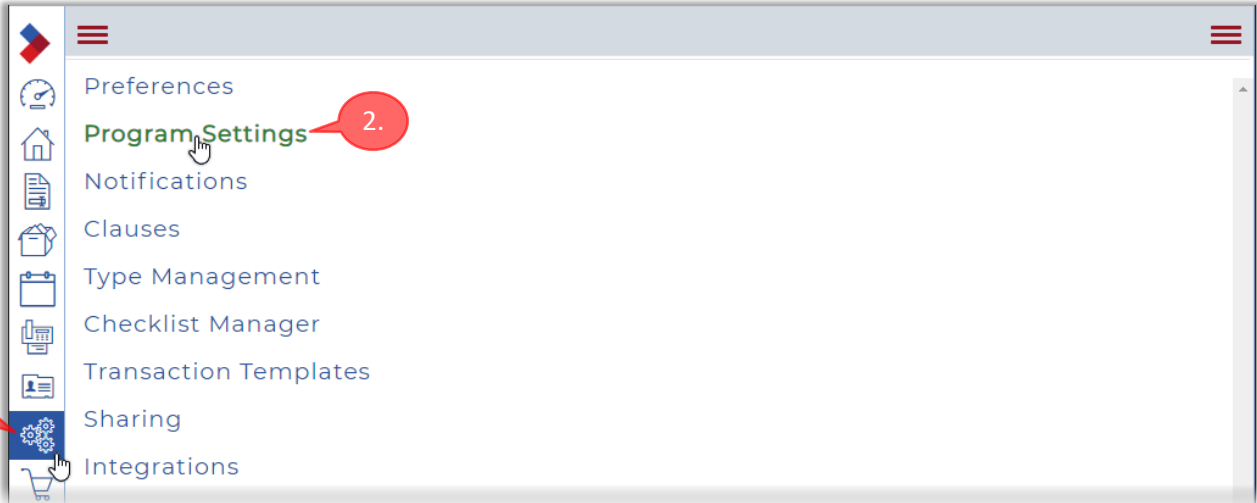 Preferences
Program Settings
2.
Notifications
Clauses
Type Management
Checklist Manager
Transaction Templates
Sharing
Integrations